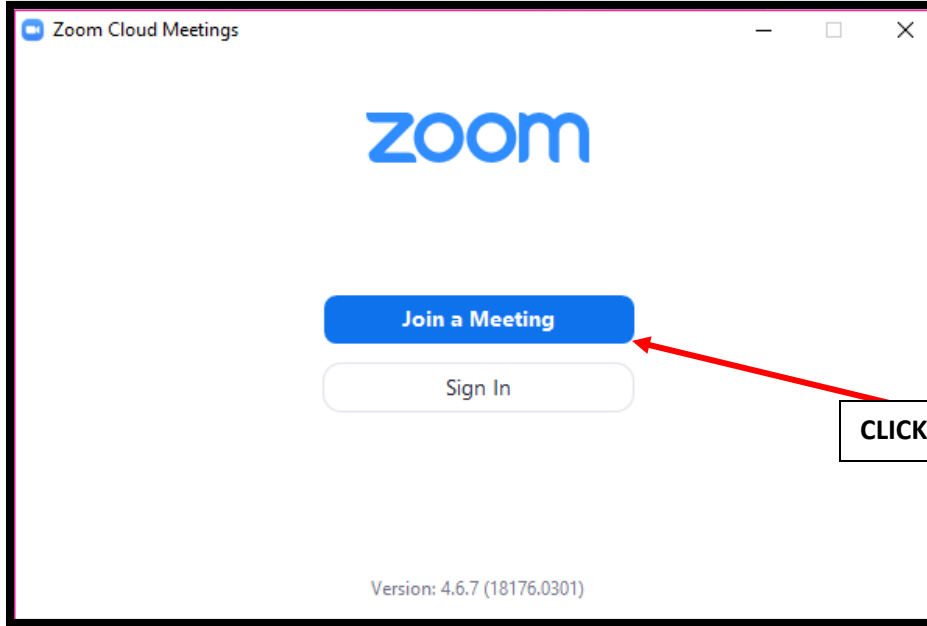 Zoom Cloud Meetings
zoom
Join a Meeting
Sign In
CLICK
Version: 4.6.7 (18176.0301)